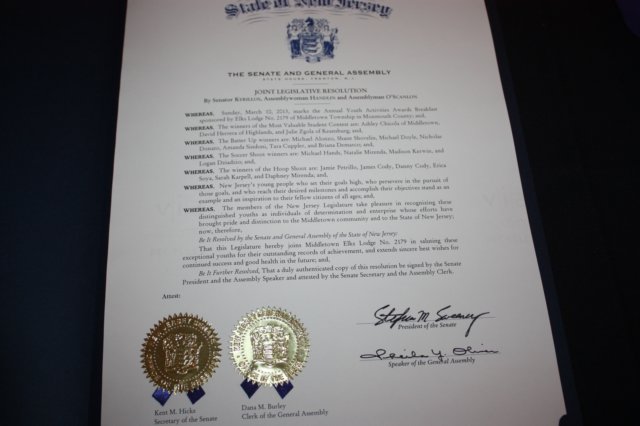 State of New Jersey
THE SENATE AND GENERAL ASSEMBLY
STATE HOUSE, TRENTON, N.J.
JOINT LEGISLATIVE RESOLUTION
By Senator KYRILLOS, Assemblywoman HANDLIN and Assemblyman O'SCANLON
WHEREAS, Sunday, March 2013, marks the Annual Youth Activities Awards Breakfast
sponsored by Elks Lodge No. 2179 of Middletown Township in Monmouth County; and
WHEREAS, The winners of the Most Valuable Student Contest are: Ashley of Middletown,
David Herrera of Highlands, and Julie of Keansburg; and
WHEREAS, The Batter Up winners are: Michael Alonzo, Shane Michael Doyle, Nicholas
Amanda Tara and Briana and
WHEREAS, The Soccer Shoot winners are: Michael Hands, Natalie Miranda, Madison Kerwin, and
Logan and
WHEREAS, The winners of the Hoop Shoot are: Jamie Petrillo, James Cody, Danny Cody, Erica
Soya, Sarah Karpell, and Daphney Miranda; and,
WHEREAS, New Jersey's young people who set their goals high, who persevere in the pursuit of
those goals, and who reach their desired milestones and accomplish their objectives stand as an
example and an inspiration to their fellow citizens of all ages; and,
WHEREAS, The members of the New Jersey Legislature take pleasure in recognizing these
distinguished youths as individuals of determination and enterprise whose efforts have
brought pride and distinction to the Middletown community and to the State of New Jersey;
now, therefore,
Be It Resolved by the Senate and General Assembly of the State of New Jersey:
That this Legislature hereby joins Middletown Elks Lodge No. 2179 in saluting these
exceptional youths for their outstanding records of achievement, and extends sincere best wishes for
continued success and good health in the future; and,
Be It Further Resolved, That a duly authenticated copy of this resolution be signed by the Senate
President and the Assembly Speaker and attested by the Senate Secretary and the Assembly Clerk.
Attest:
Stephen M. Sweeney
President of the Senate
Sheila Y. Oliver
Speaker of the General Assembly
Kent M. Hicks
Secretary of the Senate
Dana M. Burley
Clerk of the General Assembly